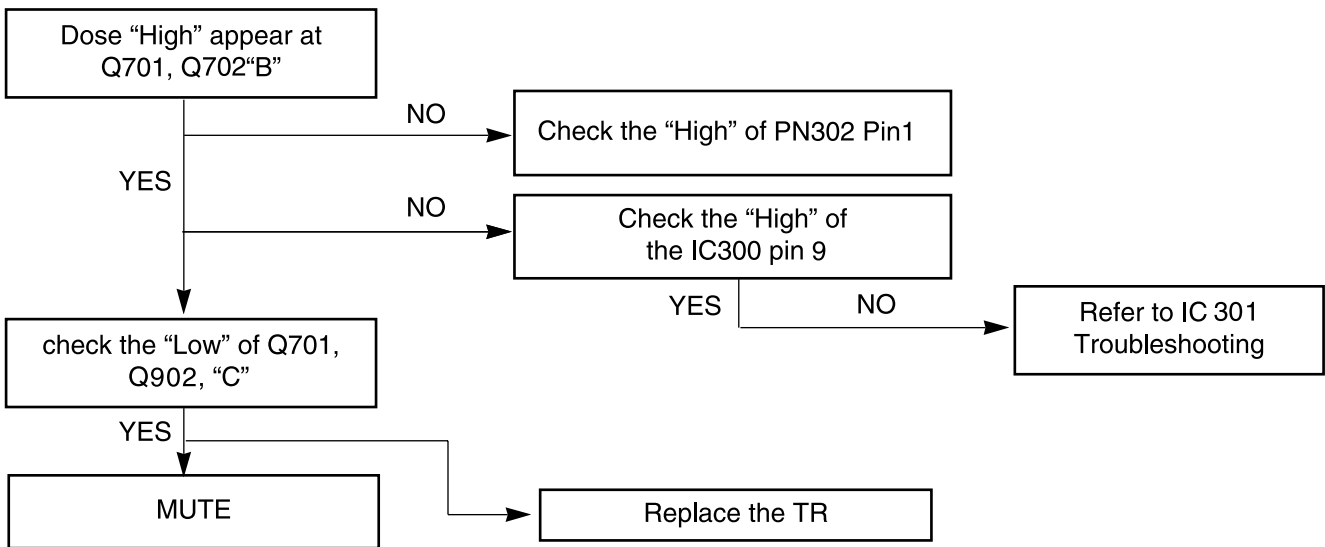 Dose “High” appear at
Q701, Q702“B”
NO
Check the “High” of PN302 Pin1
YES
NO
Check the “High” of
the IC300 pin 9
YES
NO
Refer to IC 301
Troubleshooting
check the “Low” of Q701,
Q902, “C”
YES
MUTE
Replace the TR